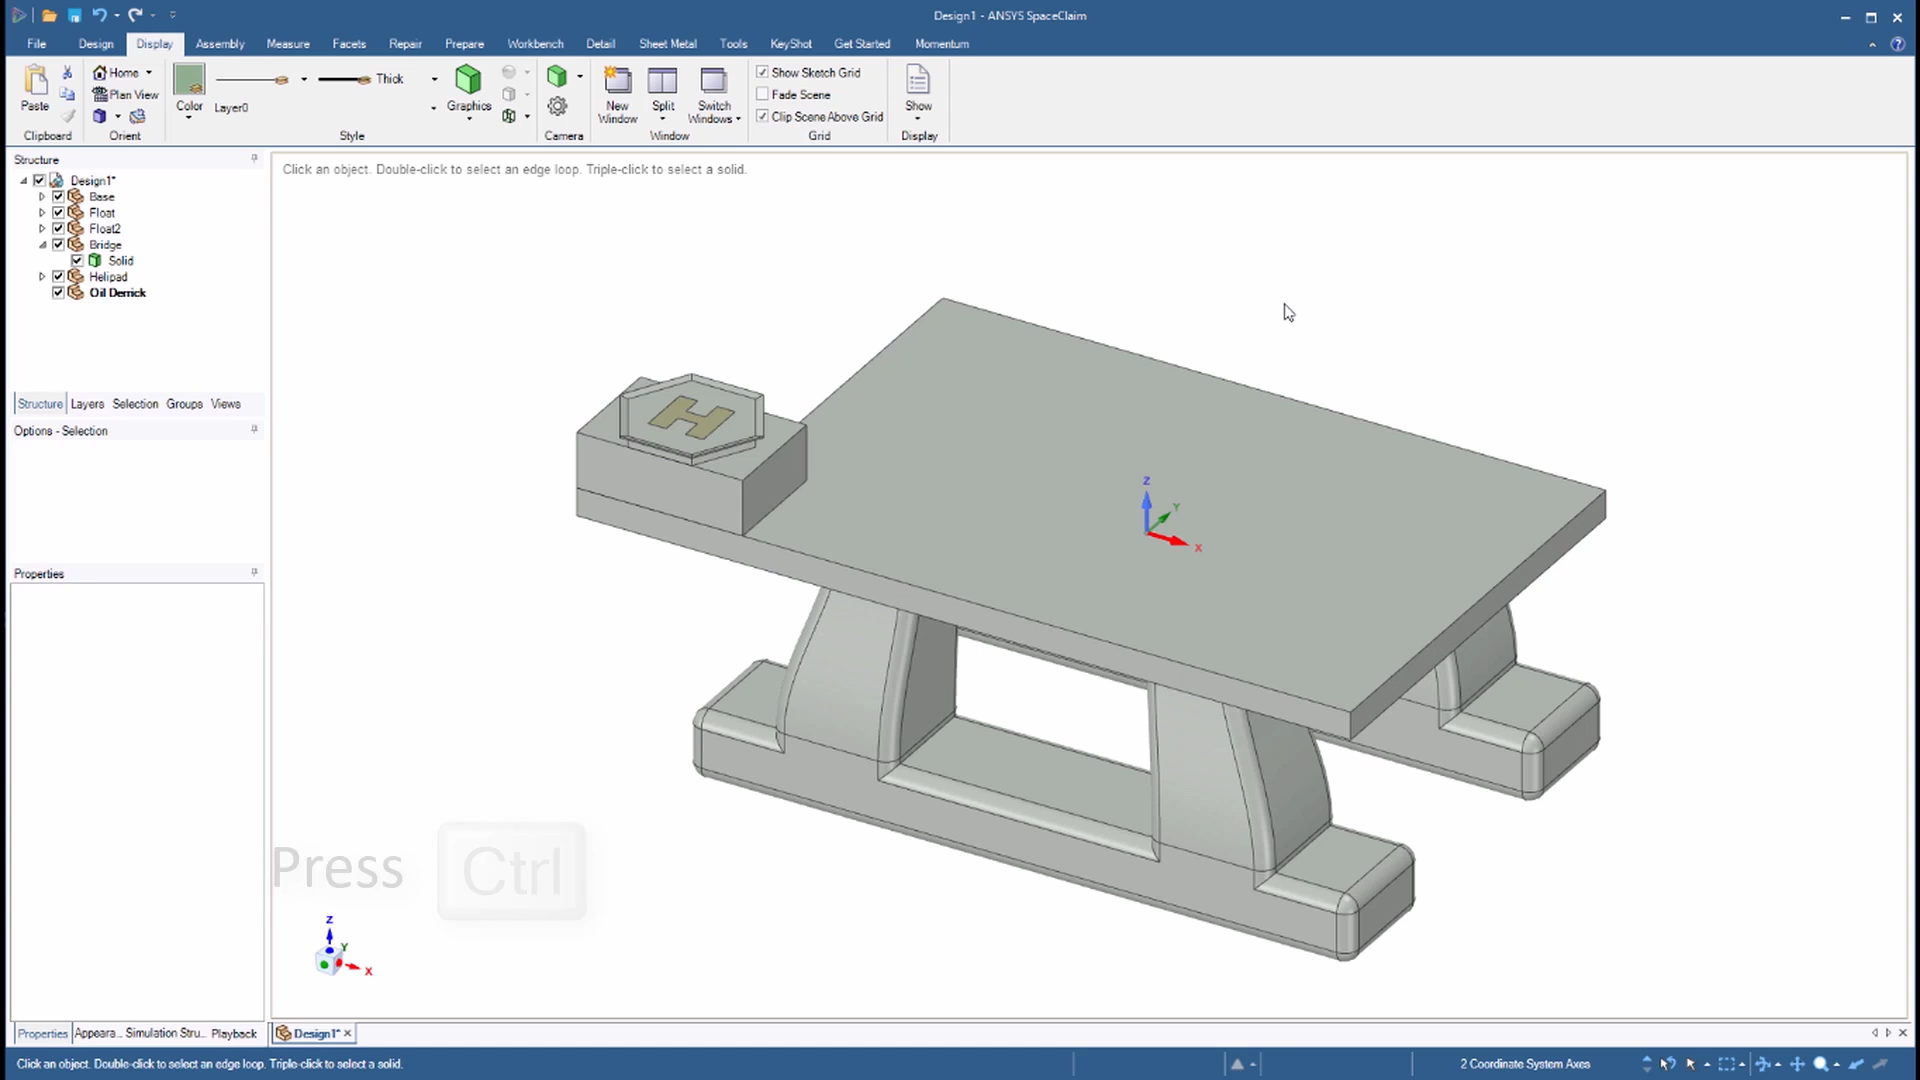 Design1 - ANSYS SpaceClaim
File Design Display Assembly Measure Facets Repair Prepare Workbench Detail Sheet Metal Tools KeyShot Get Started Momentum
Paste
Clipboard
Home
Plan View
Orient
Color
Layer0
Thick
Graphics
Style
Camera
New Window
Split
Switch Windows
Window
Show Sketch Grid
Fade Scene
Clip Scene Above Grid
Grid
Show
Display
Structure
Design1*
Base
Float
Float2
Bridge
Solid
Helipad
Oil Derrick
Structure Layers Selection Groups Views
Options - Selection
Properties
Click an object. Double-click to select an edge loop. Triple-click to select a solid.
H
Z
Y
X
Press Ctrl
Z
Y
X
Properties Appeara... Simulation Stru... Playback
Design1*
Click an object. Double-click to select an edge loop. Triple-click to select a solid.
2 Coordinate System Axes